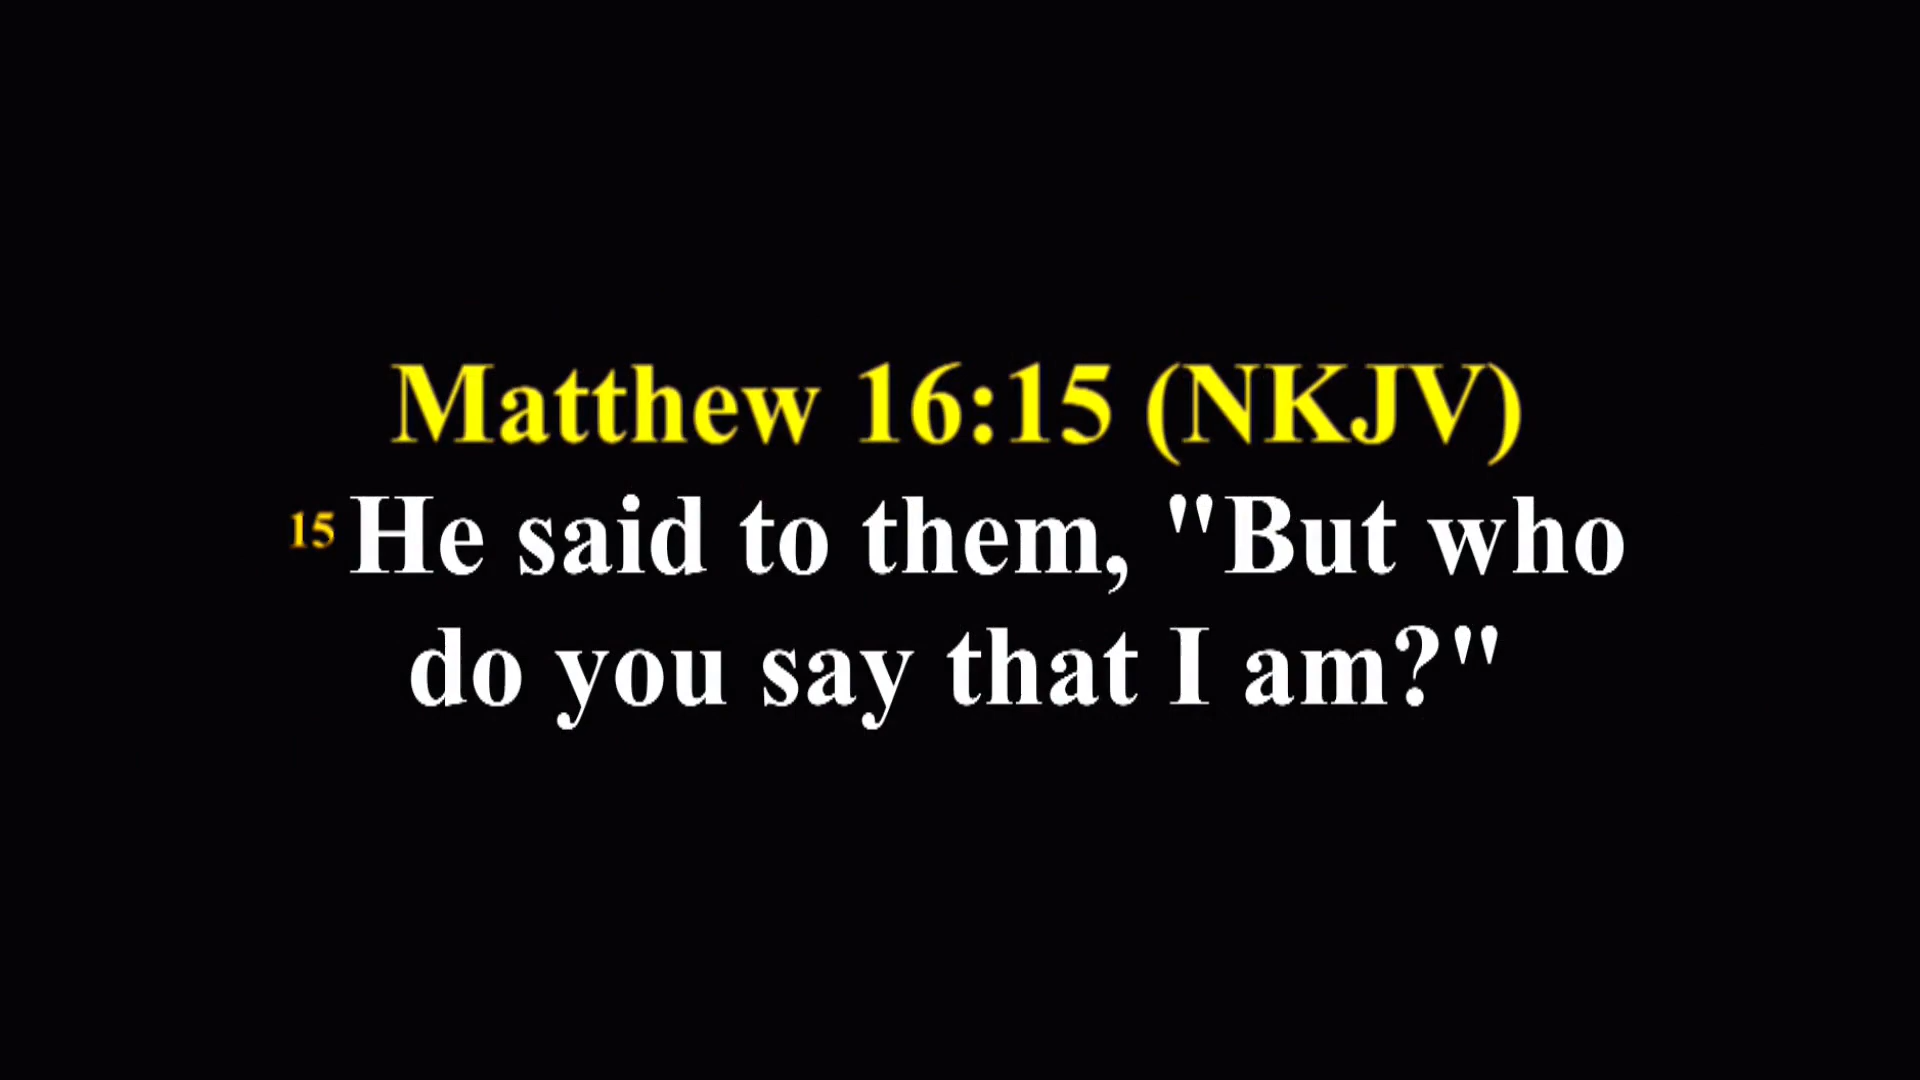 Matthew 16:15 (NKJV)
15 He said to them, "But who
do you say that I am?"